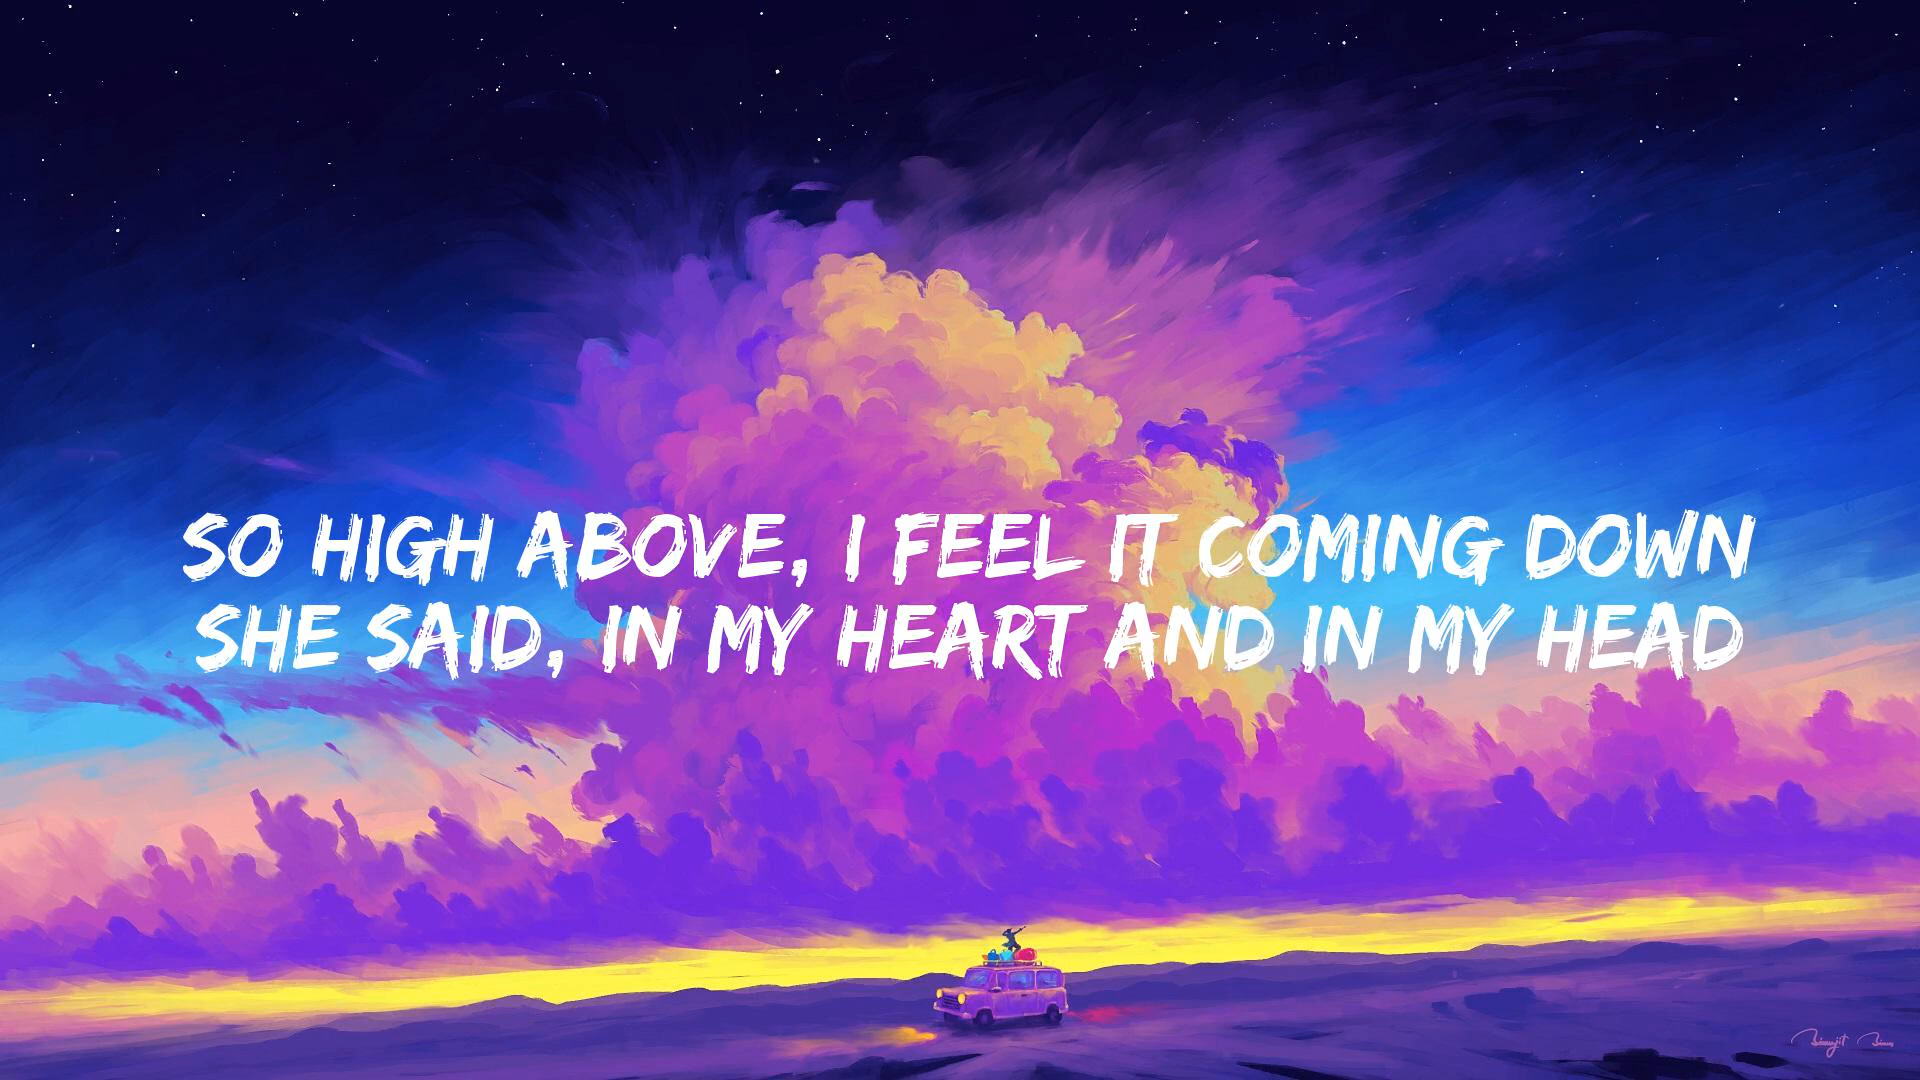 SO HIGH ABOVE, I FEEL IT COMING DOWN
SHE SAID, IN MY HEART AND IN MY HEAD